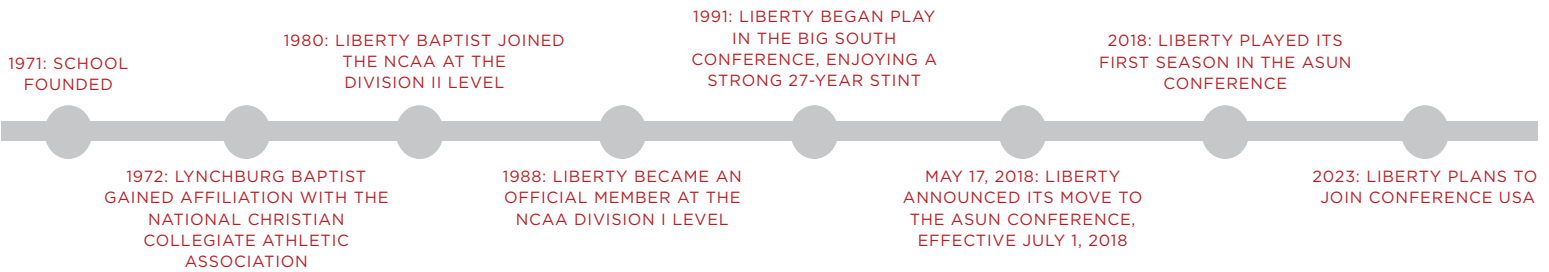 1971: SCHOOL
FOUNDED
1972: LYNCHBURG BAPTIST
GAINED AFFILIATION WITH THE
NATIONAL CHRISTIAN
COLLEGIATE ATHLETIC
ASSOCIATION
1980: LIBERTY BAPTIST JOINED
THE NCAA AT THE
DIVISION II LEVEL
1988: LIBERTY BECAME AN
OFFICIAL MEMBER AT THE
NCAA DIVISION I LEVEL
1991: LIBERTY BEGAN PLAY
IN THE BIG SOUTH
CONFERENCE, ENJOYING A
STRONG 27-YEAR STINT
MAY 17, 2018: LIBERTY
ANNOUNCED ITS MOVE TO
THE ASUN CONFERENCE,
EFFECTIVE JULY 1, 2018
2018: LIBERTY PLAYED ITS
FIRST SEASON IN THE ASUN
CONFERENCE
2023: LIBERTY PLANS TO
JOIN CONFERENCE USA